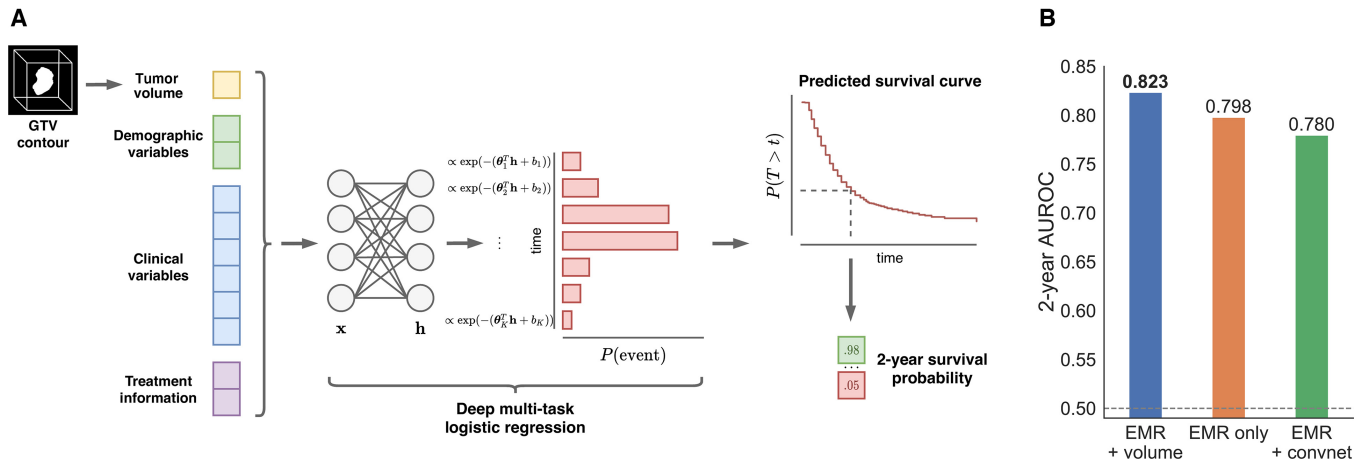 A
GTV
contour
Tumor
volume
Demographic
variables
Clinical
variables
Treatment
information
x
h
∝ exp(−(θ₁ᵀh + b₁))
∝ exp(−(θ₂ᵀh + b₂))
⋮
∝ exp(−(θ_Kᵀh + b_K))
time
P(event)
Deep multi-task
logistic regression
Predicted survival curve
P(T > t)
time
.98
...
.05
2-year survival
probability
B
2-year AUROC
0.85
0.80
0.75
0.70
0.65
0.60
0.55
0.50
0.823
0.798
0.780
EMR
+ volume
EMR only
EMR
+ convnet